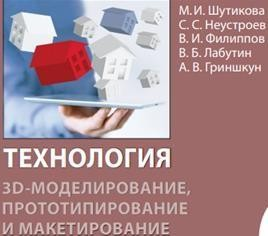 М. И. Шутикова
С. С. Неустроев
В. И. Филиппов
В. Б. Лабутин
А. В. Гриншкун
ТЕХНОЛОГИЯ
3D-МОДЕЛИРОВАНИЕ,
ПРОТОТИПИРОВАНИЕ
И МАКЕТИРОВАНИЕ